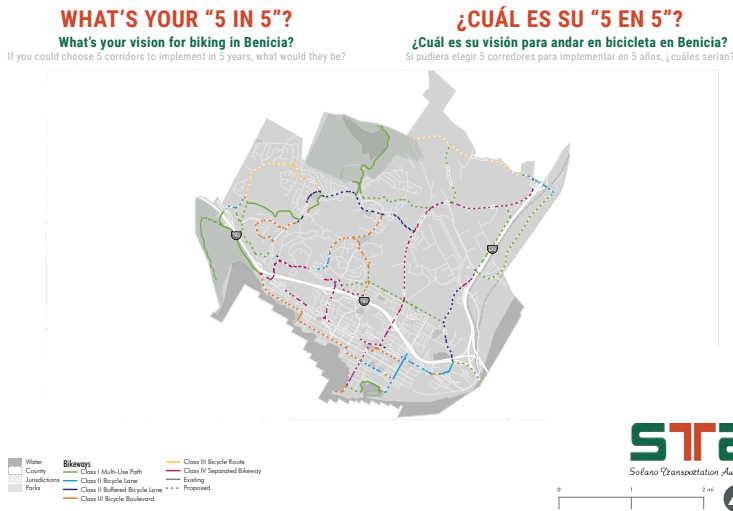 WHAT'S YOUR “5 IN 5”?
What's your vision for biking in Benicia?
If you could choose 5 corridors to implement in 5 years, what would they be?
¿CUÁL ES SU “5 EN 5”?
¿Cuál es su visión para andar en bicicleta en Benicia?
Si pudiera elegir 5 corredores para implementar en 5 años, ¿cuáles serían?
Water
County
Jurisdictions
Parks
Bikeways
Class I Multi-Use Path
Class II Bicycle Lane
Class II Buffered Bicycle Lane
Class III Bicycle Boulevard
Class III Bicycle Route
Class IV Separated Bikeway
Existing
Proposed
STA
Solano Transportation Au
0 1 2 mi